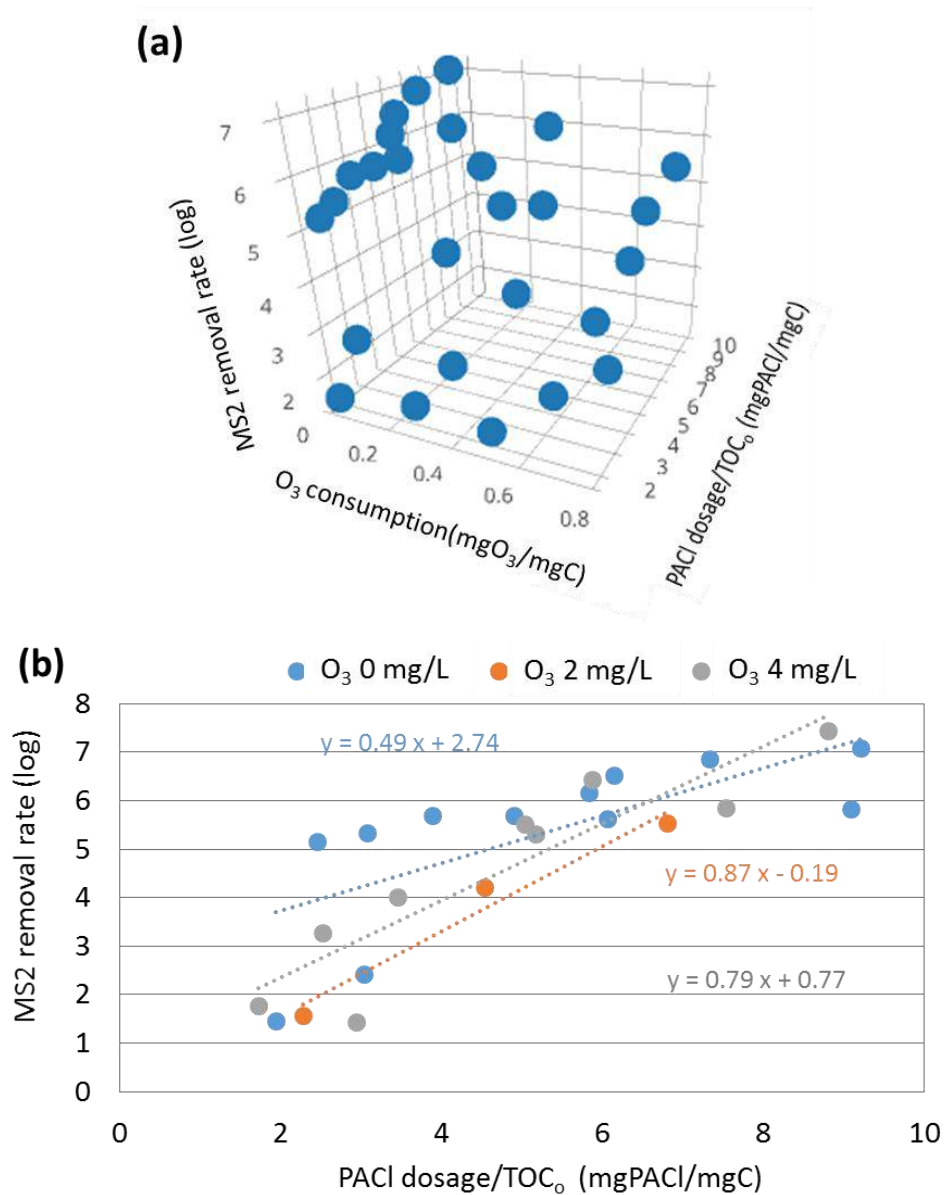 (a)
7
6
5
4
3
2
MS2 removal rate (log)
0
0.2
0.4
0.6
0.8
O₃ consumption(mgO₃/mgC)
10
9
8
7
6
5
4
3
2
PACl dosage/TOCₒ (mgPACl/mgC)
(b)
O₃ 0 mg/L O₃ 2 mg/L O₃ 4 mg/L
8
7
6
5
4
3
2
1
0
MS2 removal rate (log)
y = 0.49 x + 2.74
y = 0.87 x - 0.19
y = 0.79 x + 0.77
0 2 4 6 8 10
PACl dosage/TOCₒ (mgPACl/mgC)